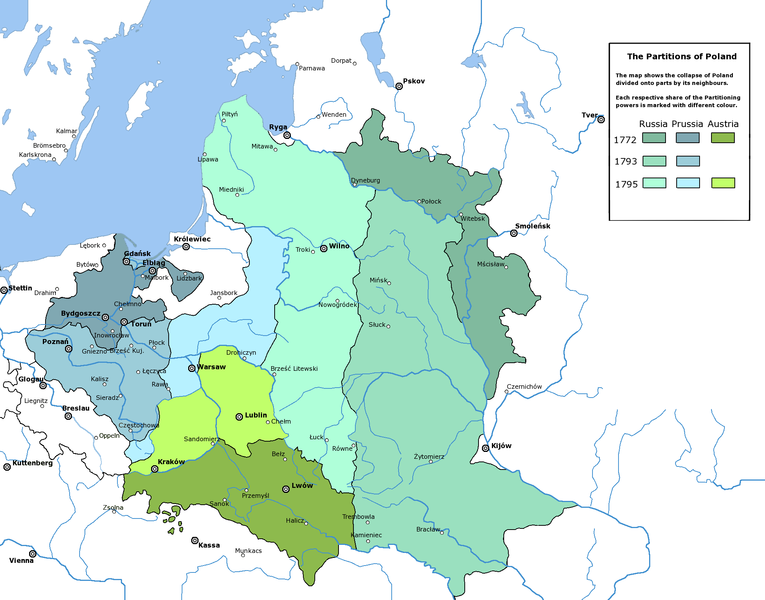 The Partitions of Poland
The map shows the collapse of Poland
divided onto parts by its neighbours.
Each respective share of the Partitioning
powers is marked with different colour.
Russia Prussia Austria
1772
1793
1795
Parnawa
Dorpat
Pskov
Piltyń
Wenden
Ryga
Tver
Kalmar
Brömsebro
Karlskrona
Mitawa
Lipawa
Dyneburg
Miedniki
Połock
Witebsk
Smoleńsk
Lębork
Królewiec
Gdańsk
Wilno
Troki
Bytów
Elbląg
Malbork
Lidzbark
Mścisław
Stettin
Drahim
Jansbork
Mińsk
Chełmno
Nowogródek
Bydgoszcz
Toruń
Słuck
Inowrocław
Poznań
Gniezno
Brześć Kuj.
Płock
Drohiczyn
Warsaw
Brześć Litewski
Łęczyca
Glogau
Kalisz
Rawa
Czernichów
Liegnitz
Sieradz
Breslau
Lublin
Chełm
Częstochowa
Oppeln
Sandomierz
Łuck
Równe
Kijów
Bełz
Żytomierz
Kuttenberg
Kraków
Lwów
Przemyśl
Sanok
Zsolna
Halicz
Trembowla
Bracław
Kamieniec
Kassa
Munkacs
Vienna